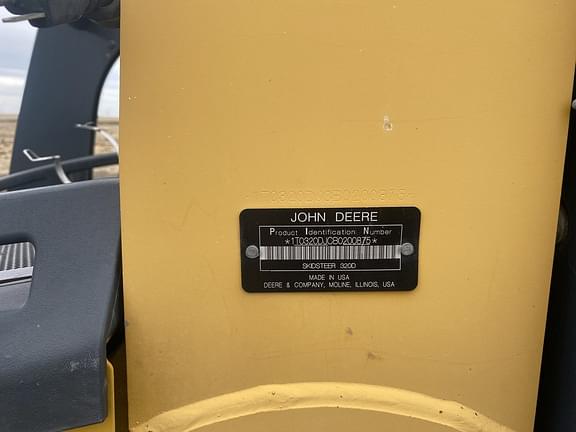 JOHN DEERE
Product Identification Number
*1T0320DJCB0200875*
SKIDSTEER 320D
MADE IN USA
DEERE & COMPANY, MOLINE, ILLINOIS, USA